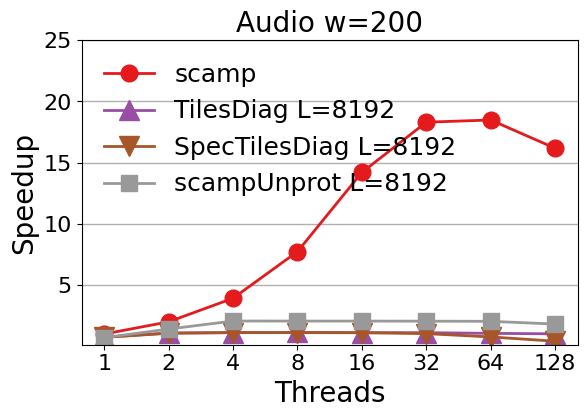 Audio w=200
25
20
15
10
5
Speedup
scamp
TilesDiag L=8192
SpecTilesDiag L=8192
scampUnprot L=8192
1 2 4 8 16 32 64 128
Threads